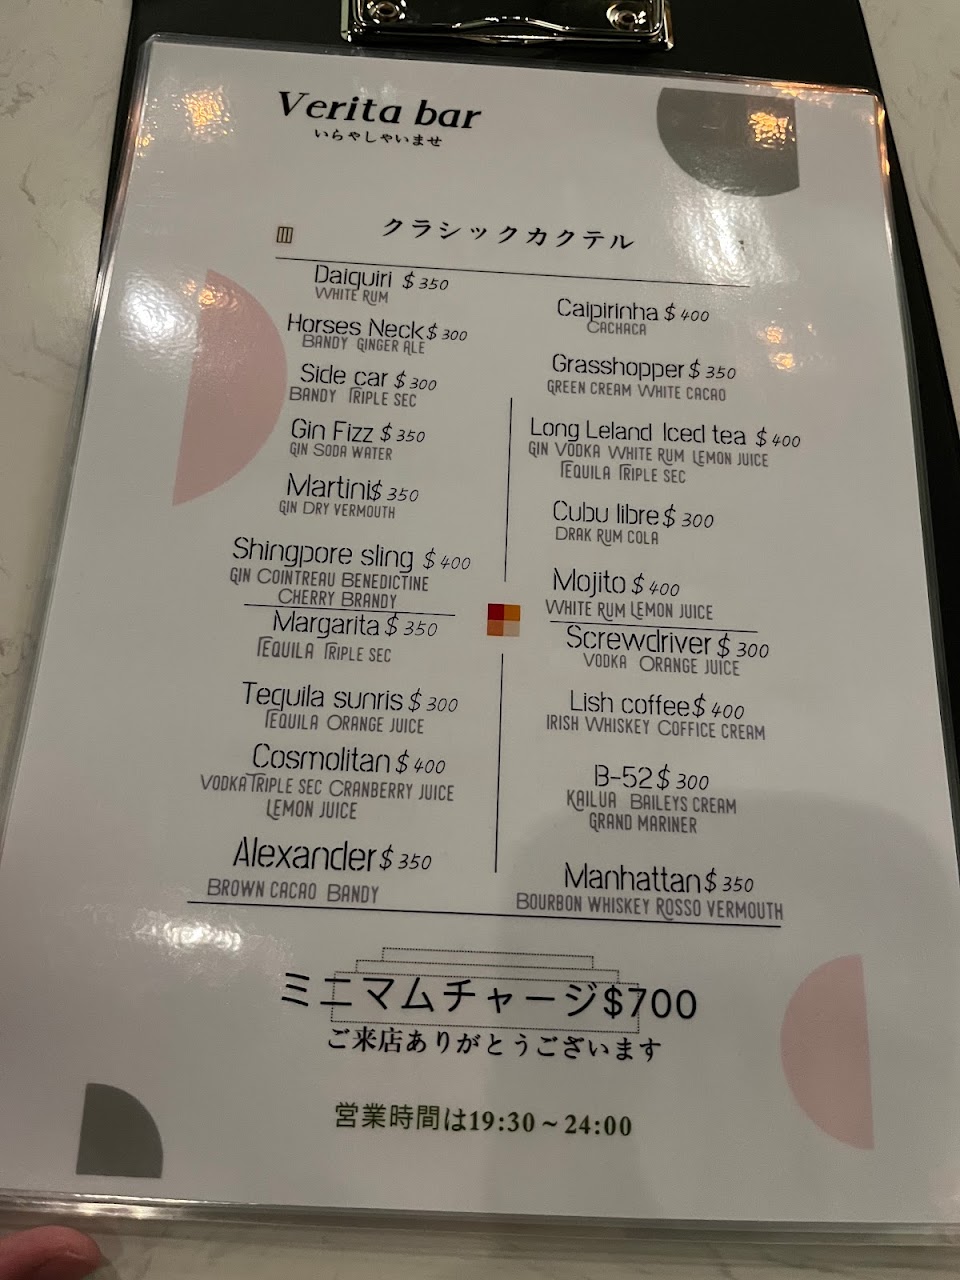 Verita bar
いらやしゃいませ
クラシックカクテル
Daiquiri $350
White Rum
Horses Neck $300
Bandy Ginger Ale
Side car $300
Bandy Triple sec
Gin Fizz $350
Gin Soda water
Martini $350
Gin Dry vermouth
Shingpore sling $400
Gin Cointreau Benedictine
Cherry Brandy
Margarita $350
Tequila Triple sec
Tequila sunris $300
Tequila Orange juice
Cosmolitan $400
Vodka Triple sec Cranberry juice
Lemon juice
Alexander $350
Brown cacao Bandy
Caipirinha $400
Cachaca
Grasshopper $350
Green cream White cacao
Long Leland Iced tea $400
Gin Vodka White Rum Lemon juice
Tequila Triple sec
Cubu libre $300
Drak Rum cola
Mojito $400
White Rum Lemon juice
Screwdriver $300
Vodka Orange juice
Lish coffee $400
Irish Whiskey Coffice cream
B-52 $300
Kailua Baileys cream
Grand mariner
Manhattan $350
Bourbon whiskey Rosso vermouth
ミニマムチャージ$700
ご来店ありがとうございます
営業時間は19:30~24:00